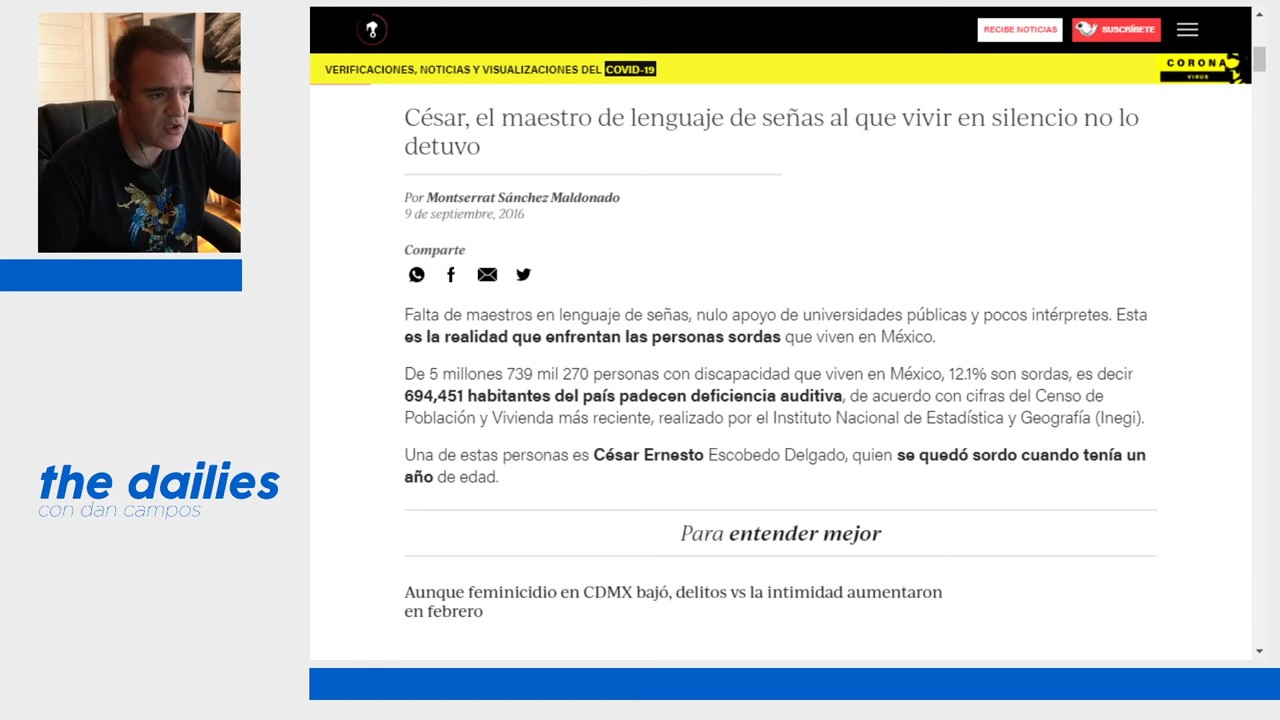 RECIBE NOTICIAS
SUSCRÍBETE
VERIFICACIONES, NOTICIAS Y VISUALIZACIONES DEL COVID-19
CORONA
VIRUS
César, el maestro de lenguaje de señas al que vivir en silencio no lo
detuvo
Por Montserrat Sánchez Maldonado
9 de septiembre, 2016
Comparte
Falta de maestros en lenguaje de señas, nulo apoyo de universidades públicas y pocos intérpretes. Esta
es la realidad que enfrentan las personas sordas que viven en México.
De 5 millones 739 mil 270 personas con discapacidad que viven en México, 12.1% son sordas, es decir
694,451 habitantes del país padecen deficiencia auditiva, de acuerdo con cifras del Censo de
Población y Vivienda más reciente, realizado por el Instituto Nacional de Estadística y Geografía (Inegi).
Una de estas personas es César Ernesto Escobedo Delgado, quien se quedó sordo cuando tenía un
año de edad.
Para entender mejor
Aunque feminicidio en CDMX bajó, delitos vs la intimidad aumentaron
en febrero
the dailies
con dan campos